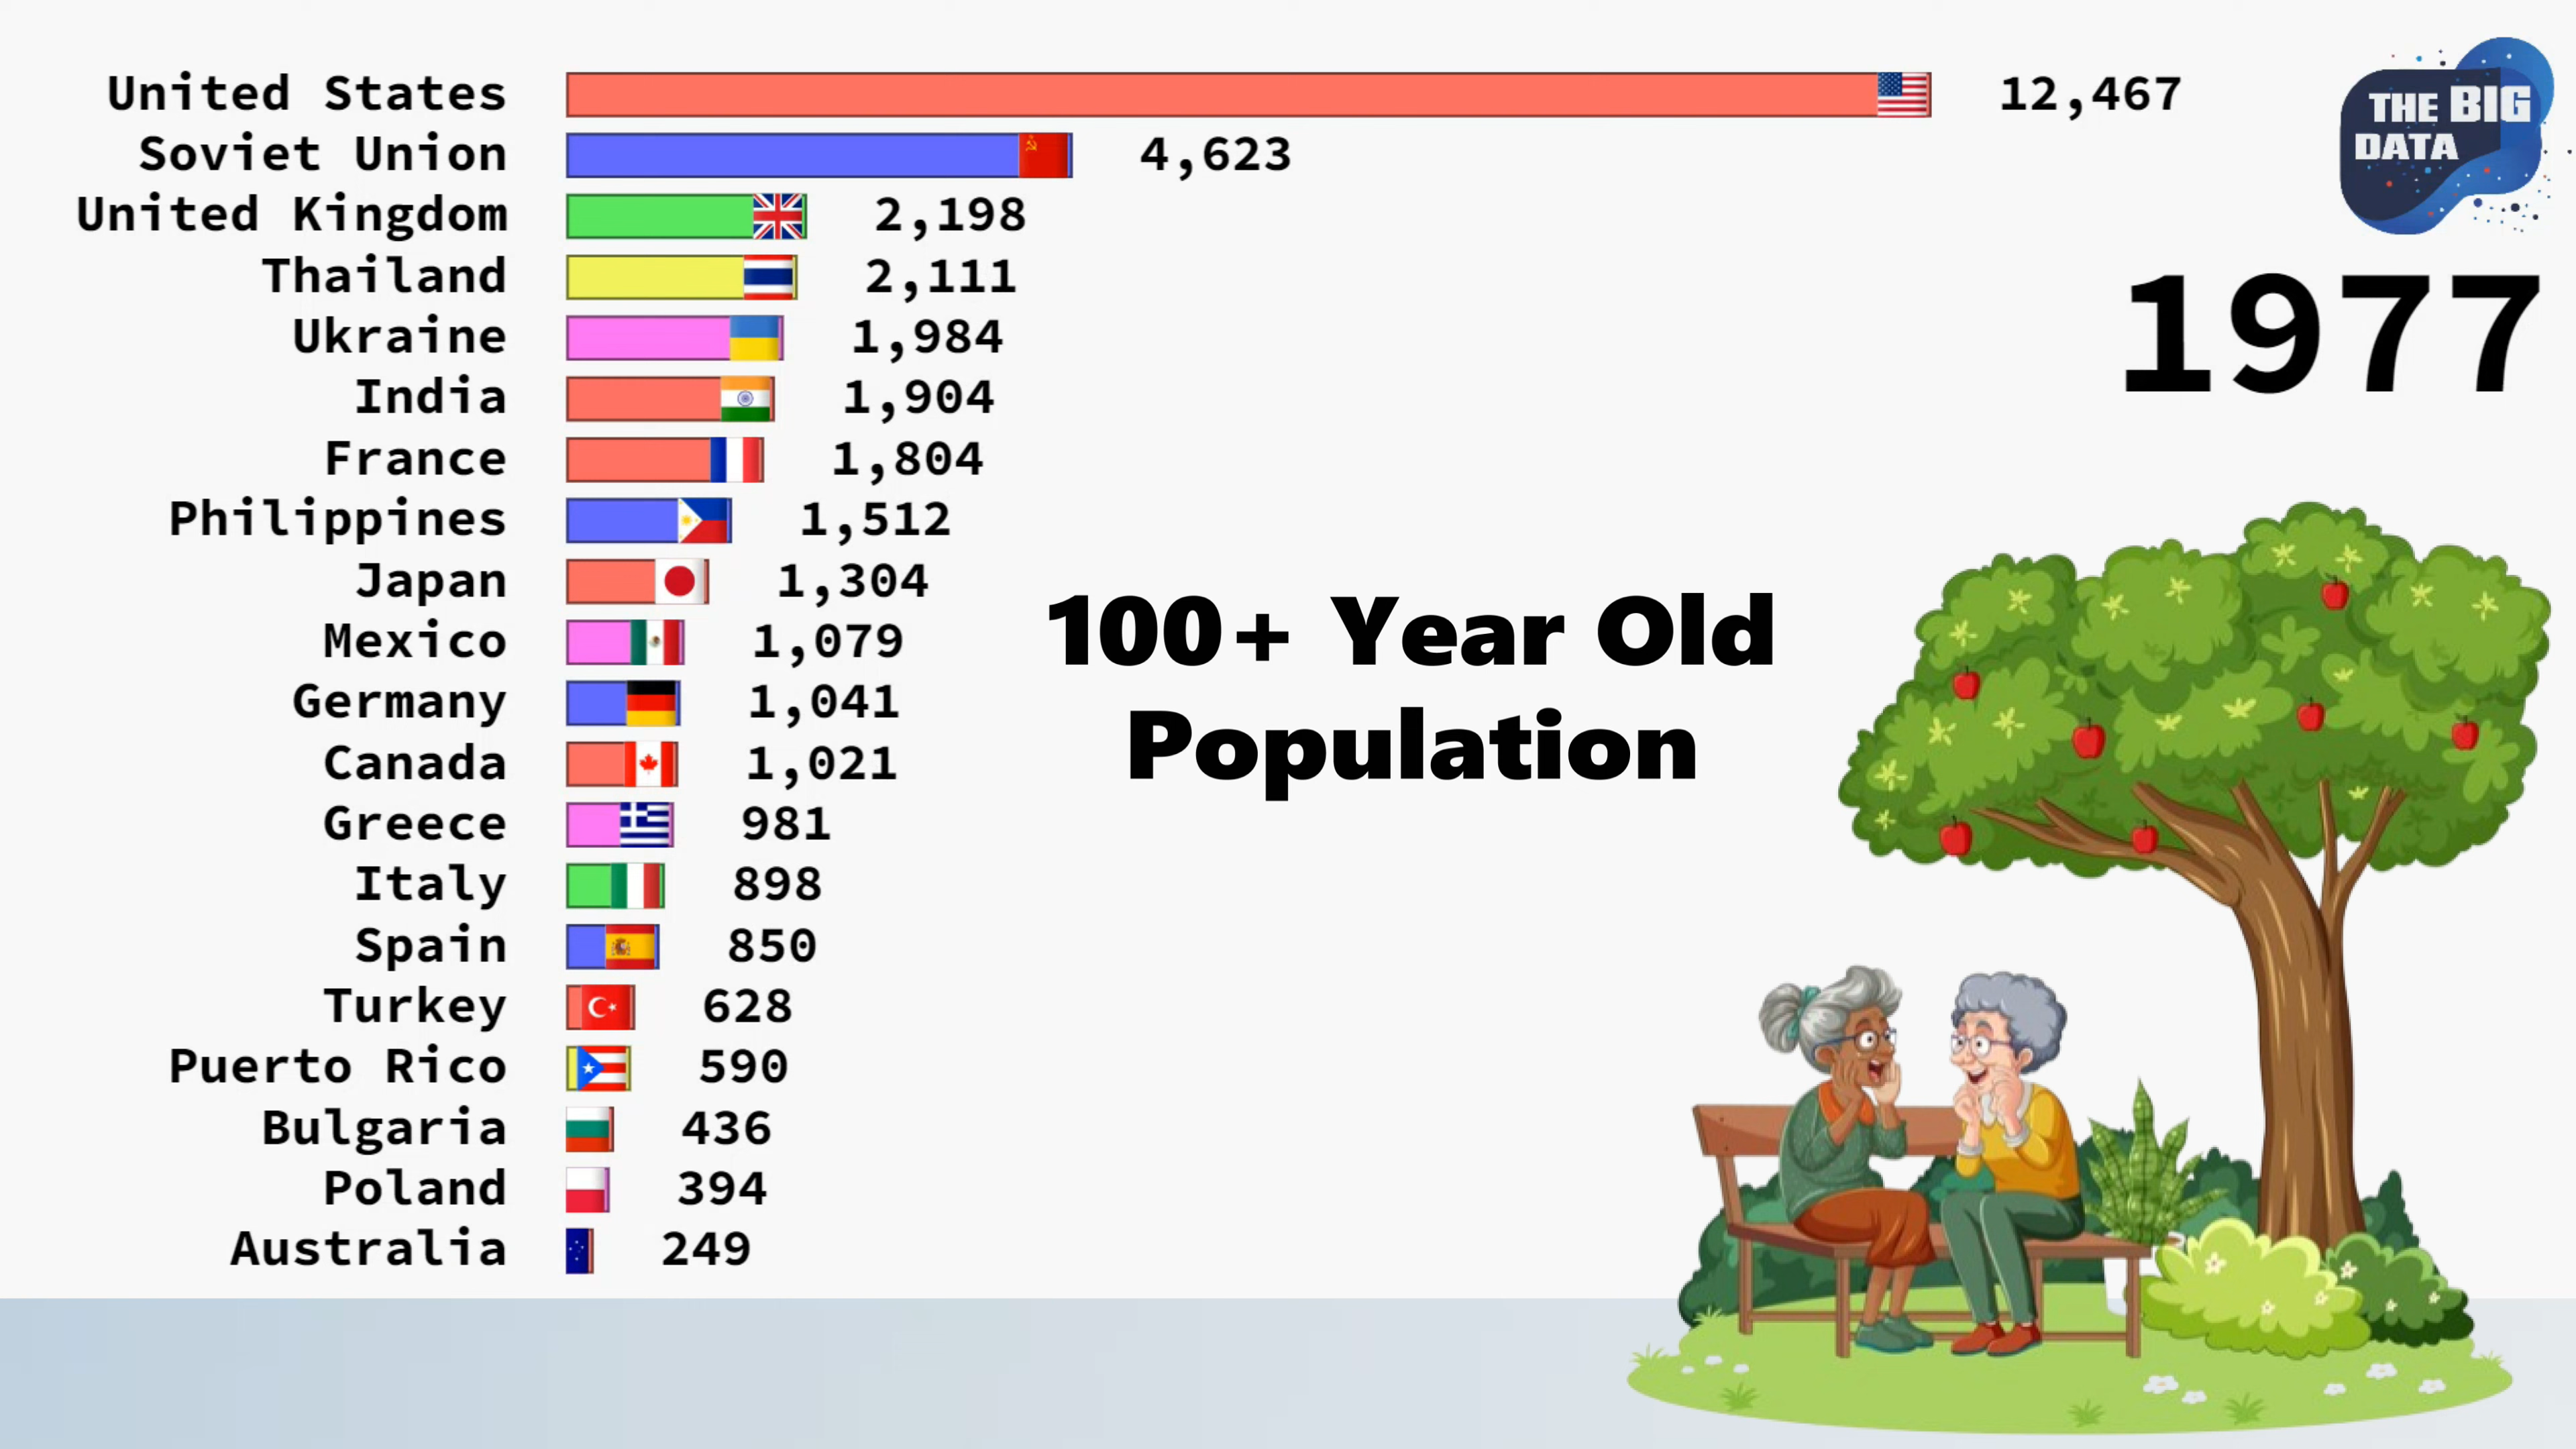 United States 12,467
Soviet Union 4,623
United Kingdom 2,198
Thailand 2,111
Ukraine 1,984
India 1,904
France 1,804
Philippines 1,512
Japan 1,304
Mexico 1,079
Germany 1,041
Canada 1,021
Greece 981
Italy 898
Spain 850
Turkey 628
Puerto Rico 590
Bulgaria 436
Poland 394
Australia 249
THE BIG
DATA
1977
100+ Year Old
Population